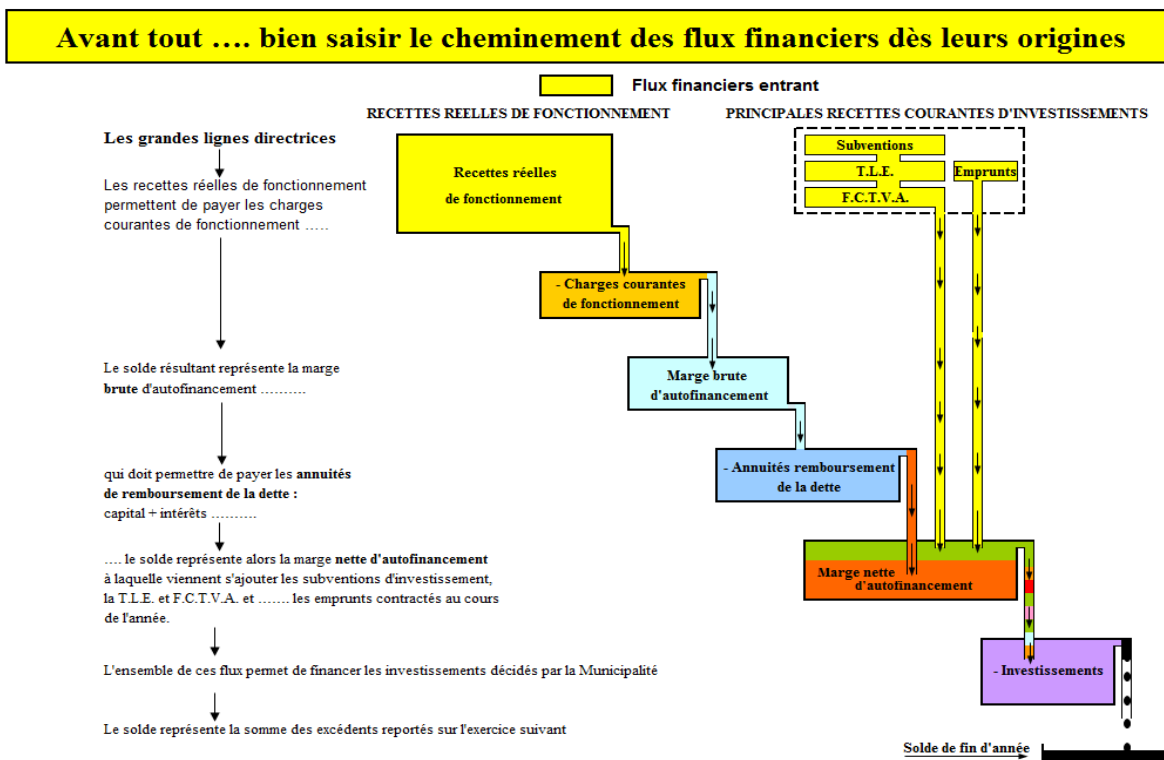 Avant tout …. bien saisir le cheminement des flux financiers dès leurs origines
Flux financiers entrant
RECETTES REELLES DE FONCTIONNEMENT
PRINCIPALES RECETTES COURANTES D'INVESTISSEMENTS
Les grandes lignes directrices
Les recettes réelles de fonctionnement
permettent de payer les charges
courantes de fonctionnement …..
Le solde résultant représente la marge
brute d'autofinancement ……….
qui doit permettre de payer les annuités
de remboursement de la dette :
capital + intérêts ……….
…. le solde représente alors la marge nette d'autofinancement
à laquelle viennent s'ajouter les subventions d'investissement,
la T.L.E. et F.C.T.V.A. et ……. les emprunts contractés au cours
de l'année.
L'ensemble de ces flux permet de financer les investissements décidés par la Municipalité
Le solde représente la somme des excédents reportés sur l'exercice suivant
Recettes réelles
de fonctionnement
Subventions
T.L.E.
F.C.T.V.A.
Emprunts
- Charges courantes
de fonctionnement
Marge brute
d'autofinancement
- Annuités remboursement
de la dette
Marge nette
d'autofinancement
- Investissements
Solde de fin d'année